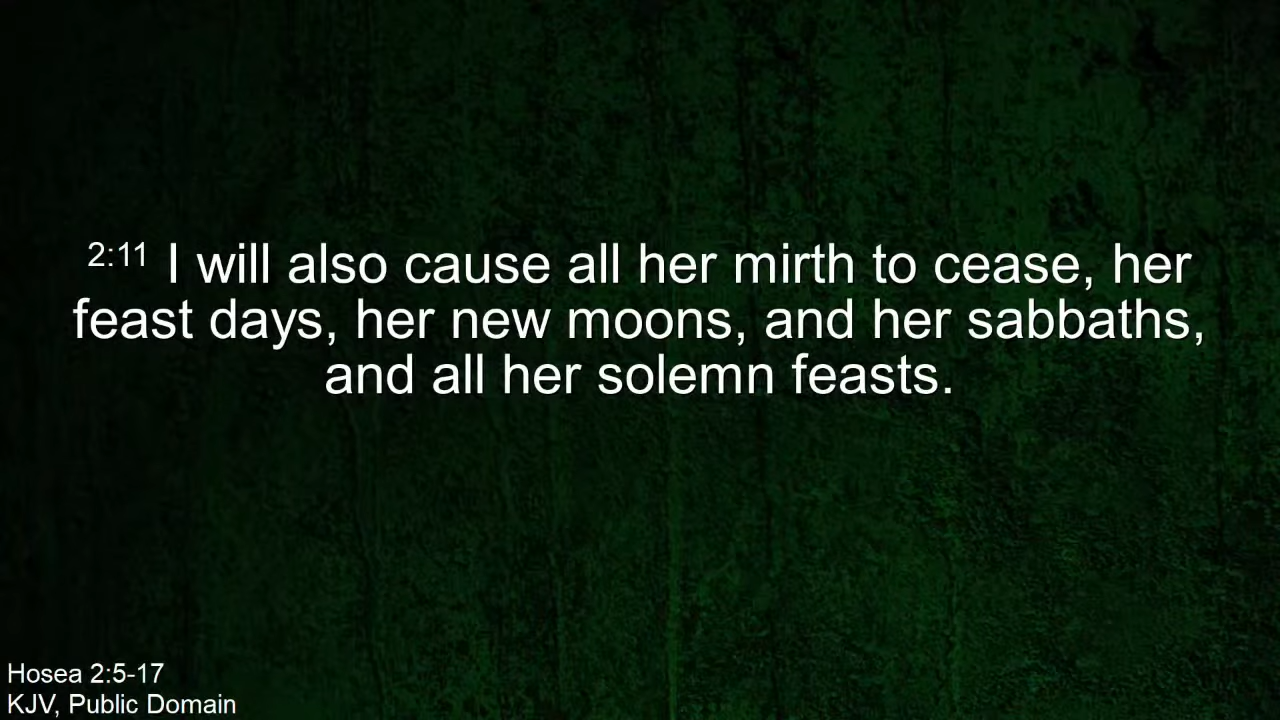 2:11 I will also cause all her mirth to cease, her
feast days, her new moons, and her sabbaths,
and all her solemn feasts.
Hosea 2:5-17
KJV, Public Domain